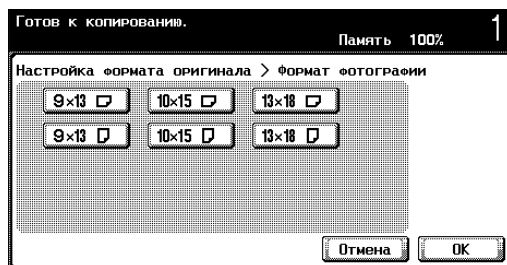 Готов к копированию.
Память 100% 1
Настройка формата оригинала > Формат фотографии
9×13 10×15 13×18
9×13 10×15 13×18
Отмена OK